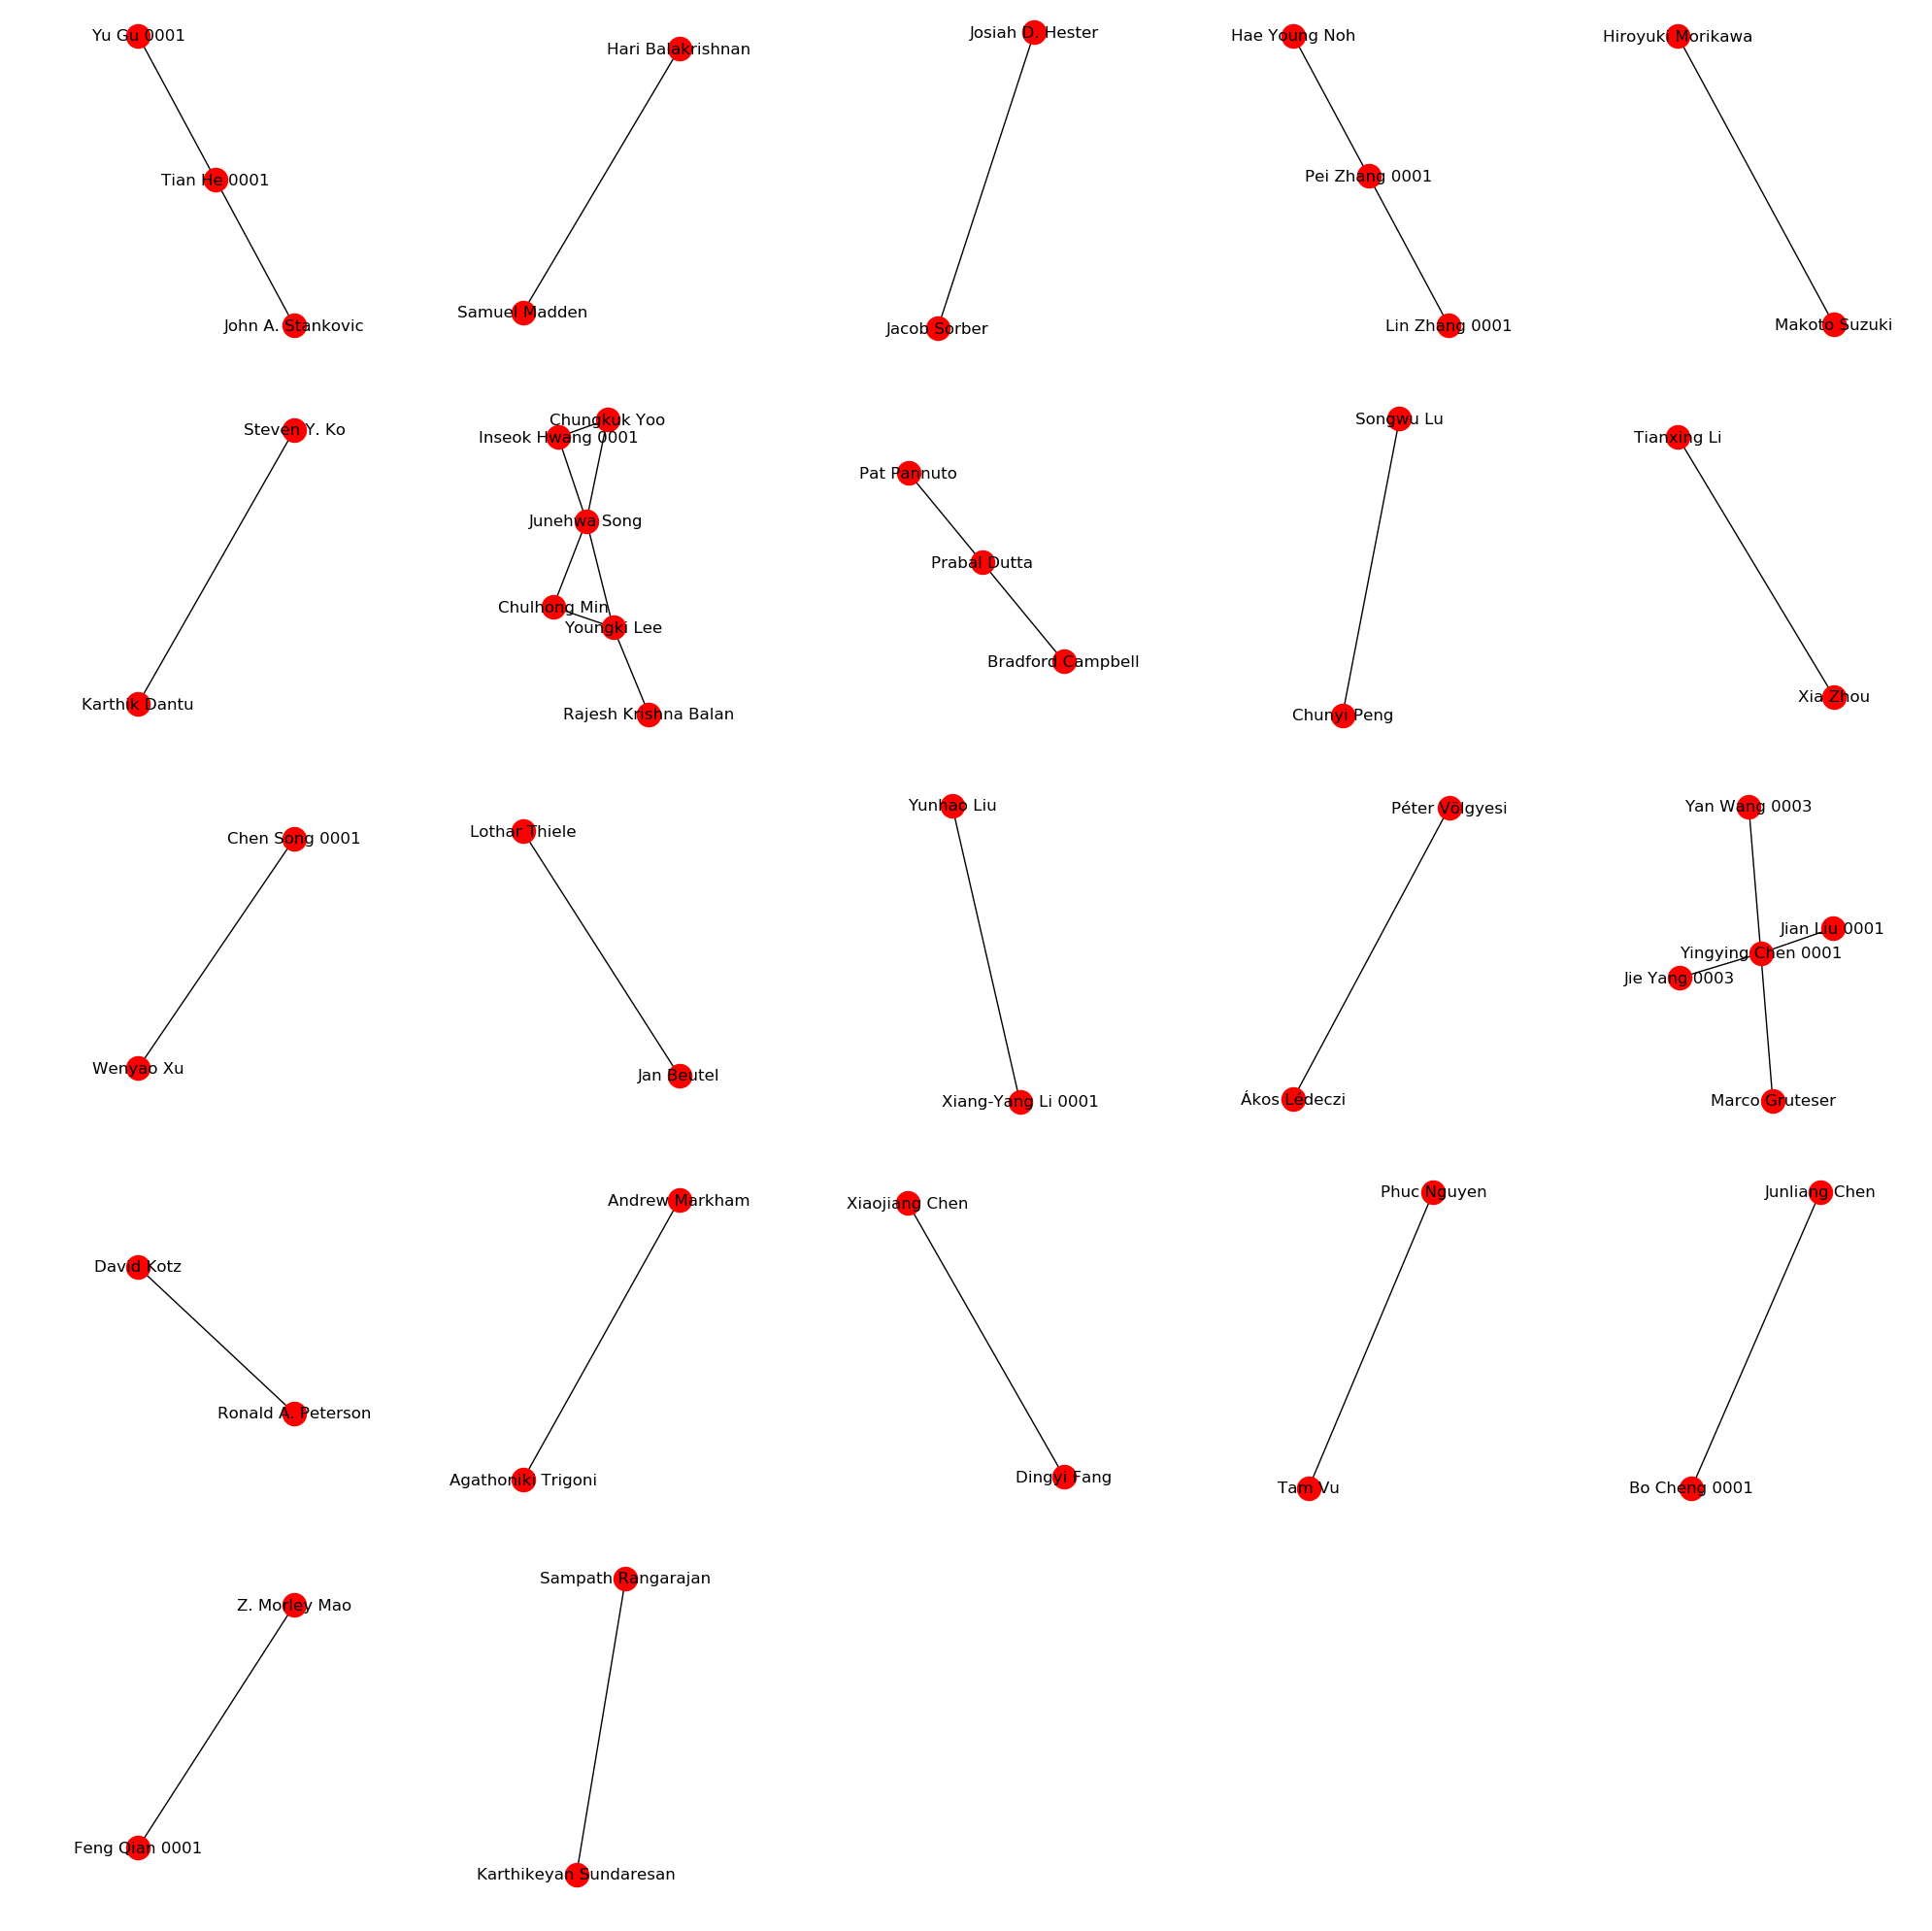 Yu Gu 0001
Tian He 0001
John A. Stankovic
Hari Balakrishnan
Samuel Madden
Josiah D. Hester
Jacob Sorber
Hae Young Noh
Pei Zhang 0001
Lin Zhang 0001
Hiroyuki Morikawa
Makoto Suzuki
Steven Y. Ko
Karthik Dantu
Chungkuk Yoo
Inseok Hwang 0001
Junehwa Song
Chulhong Min
Youngki Lee
Rajesh Krishna Balan
Pat Pannuto
Prabal Dutta
Bradford Campbell
Songwu Lu
Chunyi Peng
Tianxing Li
Xia Zhou
Chen Song 0001
Wenyao Xu
Lothar Thiele
Jan Beutel
Yunhao Liu
Xiang-Yang Li 0001
Péter Völgyesi
Ákos Lédeczi
Yan Wang 0003
Jian Liu 0001
Yingying Chen 0001
Jie Yang 0003
Marco Gruteser
David Kotz
Ronald A. Peterson
Andrew Markham
Agathoniki Trigoni
Xiaojiang Chen
Dingyi Fang
Phuc Nguyen
Tam Vu
Junliang Chen
Bo Cheng 0001
Z. Morley Mao
Feng Qian 0001
Sampath Rangarajan
Karthikeyan Sundaresan